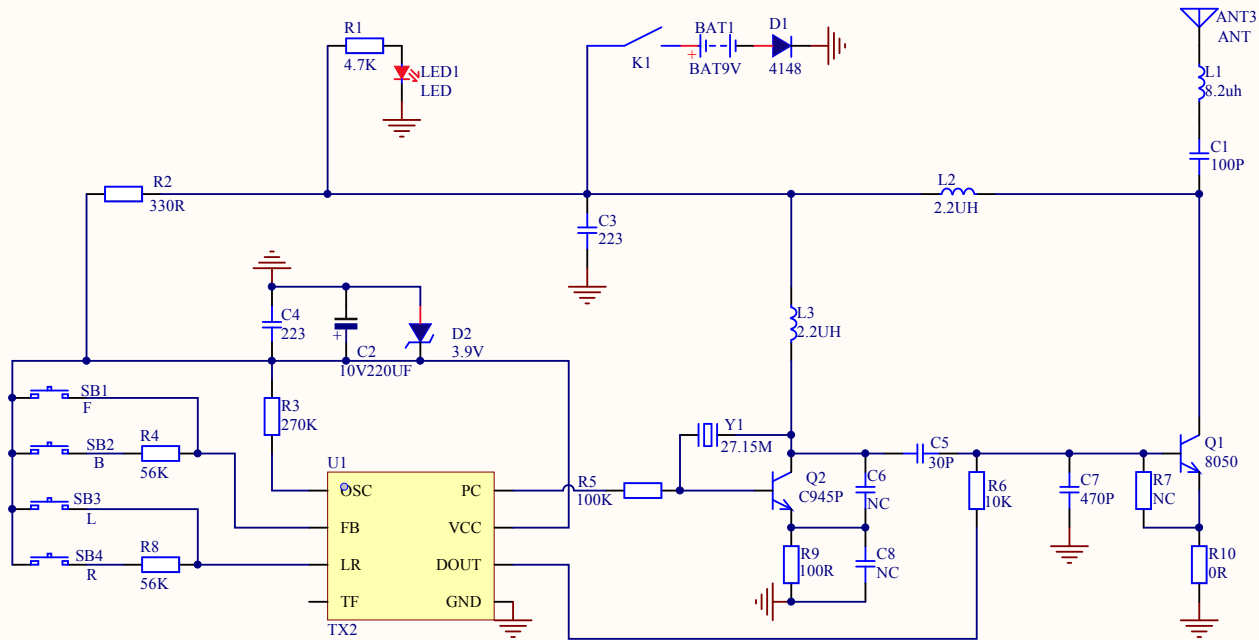 ANT3
ANT
R1
4.7K
LED1
LED
K1
BAT1
+
BAT9V
D1
4148
L1
8.2uh
C1
100P
R2
330R
L2
2.2UH
C3
223
C4
223
+
C2
10V220UF
D2
3.9V
L3
2.2UH
SB1
F
SB2
B
R4
56K
SB3
L
SB4
R
R8
56K
R3
270K
U1
OSC
FB
LR
TF
PC
VCC
DOUT
GND
TX2
R5
100K
Y1
27.15M
Q2
C945P
C6
NC
C5
30P
R6
10K
C7
470P
R7
NC
Q1
8050
R9
100R
C8
NC
R10
0R